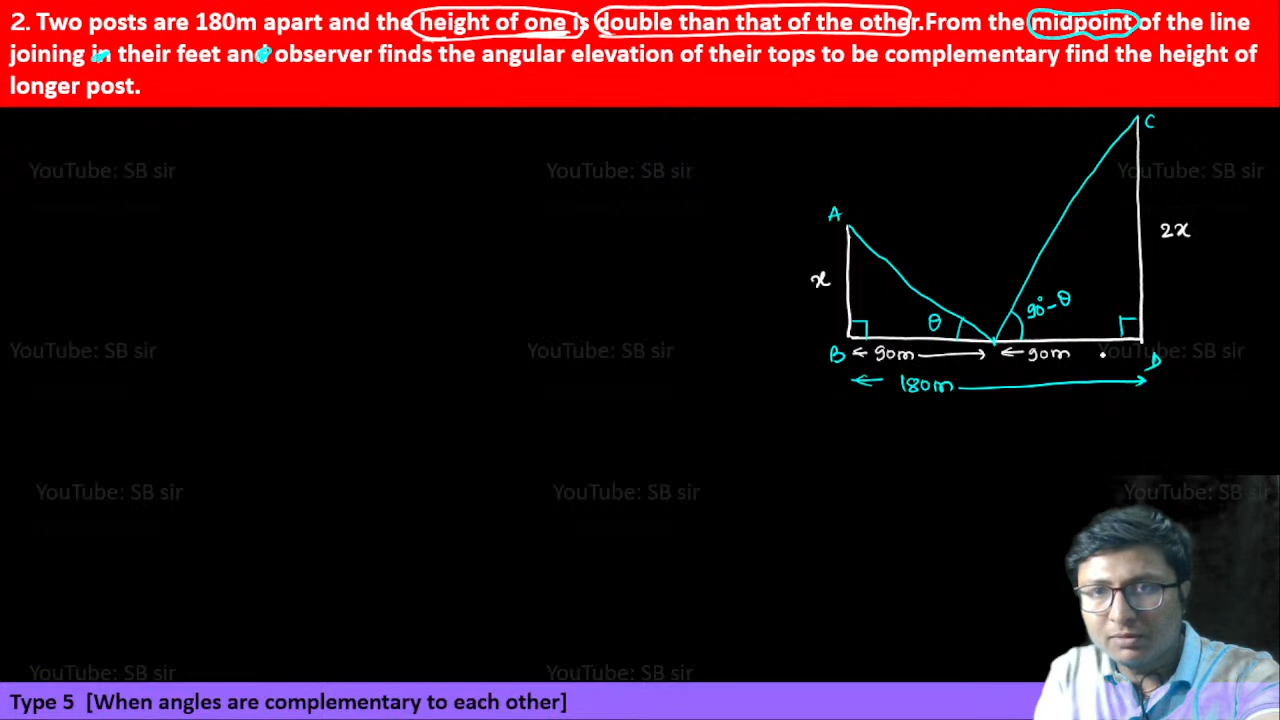 2. Two posts are 180m apart and the height of one is double than that of the other.From the midpoint of the line
joining in their feet and observer finds the angular elevation of their tops to be complementary find the height of
longer post.
C
YouTube: SB sir YouTube: SB sir YouTube: SB sir
A
2x
x
90°-θ
θ
YouTube: SB sir YouTube: SB sir YouTube: SB sir
B 90m 90m D
180m
YouTube: SB sir YouTube: SB sir YouTube: SB sir
YouTube: SB sir YouTube: SB sir
Type 5 [When angles are complementary to each other]